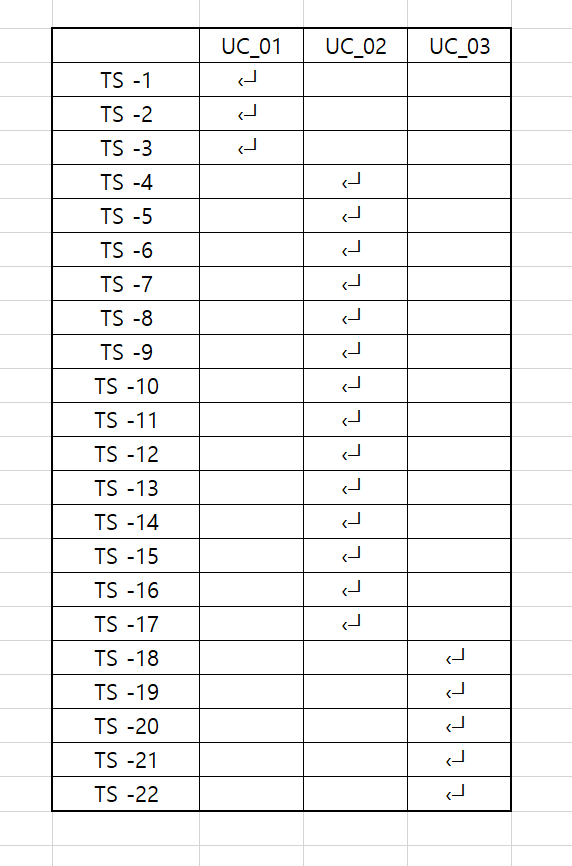 UC_01 UC_02 UC_03
TS -1 ↵
TS -2 ↵
TS -3 ↵
TS -4 ↵
TS -5 ↵
TS -6 ↵
TS -7 ↵
TS -8 ↵
TS -9 ↵
TS -10 ↵
TS -11 ↵
TS -12 ↵
TS -13 ↵
TS -14 ↵
TS -15 ↵
TS -16 ↵
TS -17 ↵
TS -18 ↵
TS -19 ↵
TS -20 ↵
TS -21 ↵
TS -22 ↵